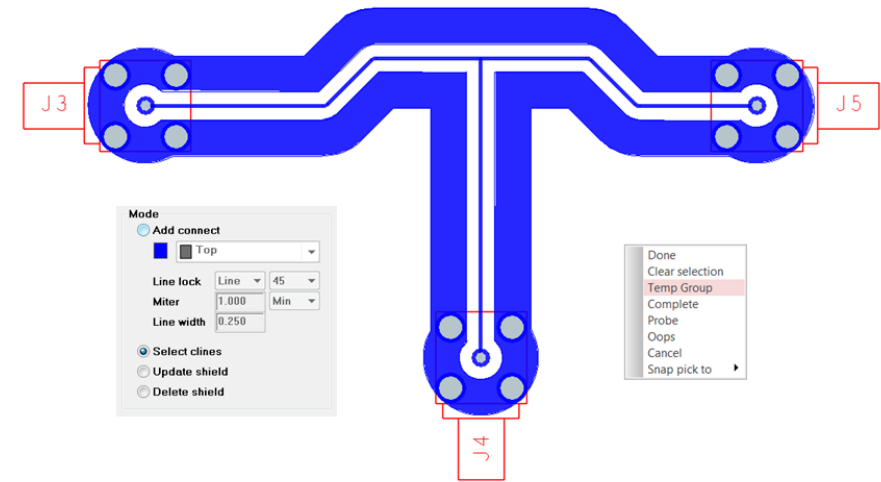 J3
J5
Mode
Add connect
Top
Line lock Line 45
Miter 1.000 Min
Line width 0.250
Select clines
Update shield
Delete shield
Done
Clear selection
Temp Group
Complete
Probe
Oops
Cancel
Snap pick to
J4